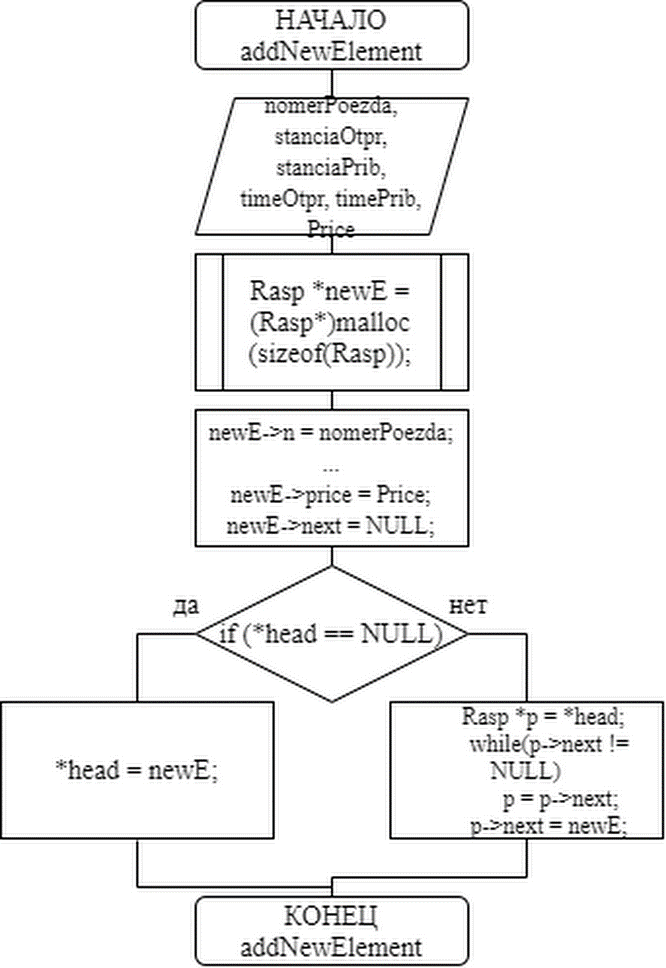 НАЧАЛО
addNewElement
nomerPoezda,
stanciaOtpr,
stanciaPrib,
timeOtpr, timePrib,
Price
Rasp *newE =
(Rasp*)malloc
(sizeof(Rasp));
newE->n = nomerPoezda;
...
newE->price = Price;
newE->next = NULL;
да
нет
if (*head == NULL)
*head = newE;
Rasp *p = *head;
while(p->next !=
NULL)
p = p->next;
p->next = newE;
КОНЕЦ
addNewElement